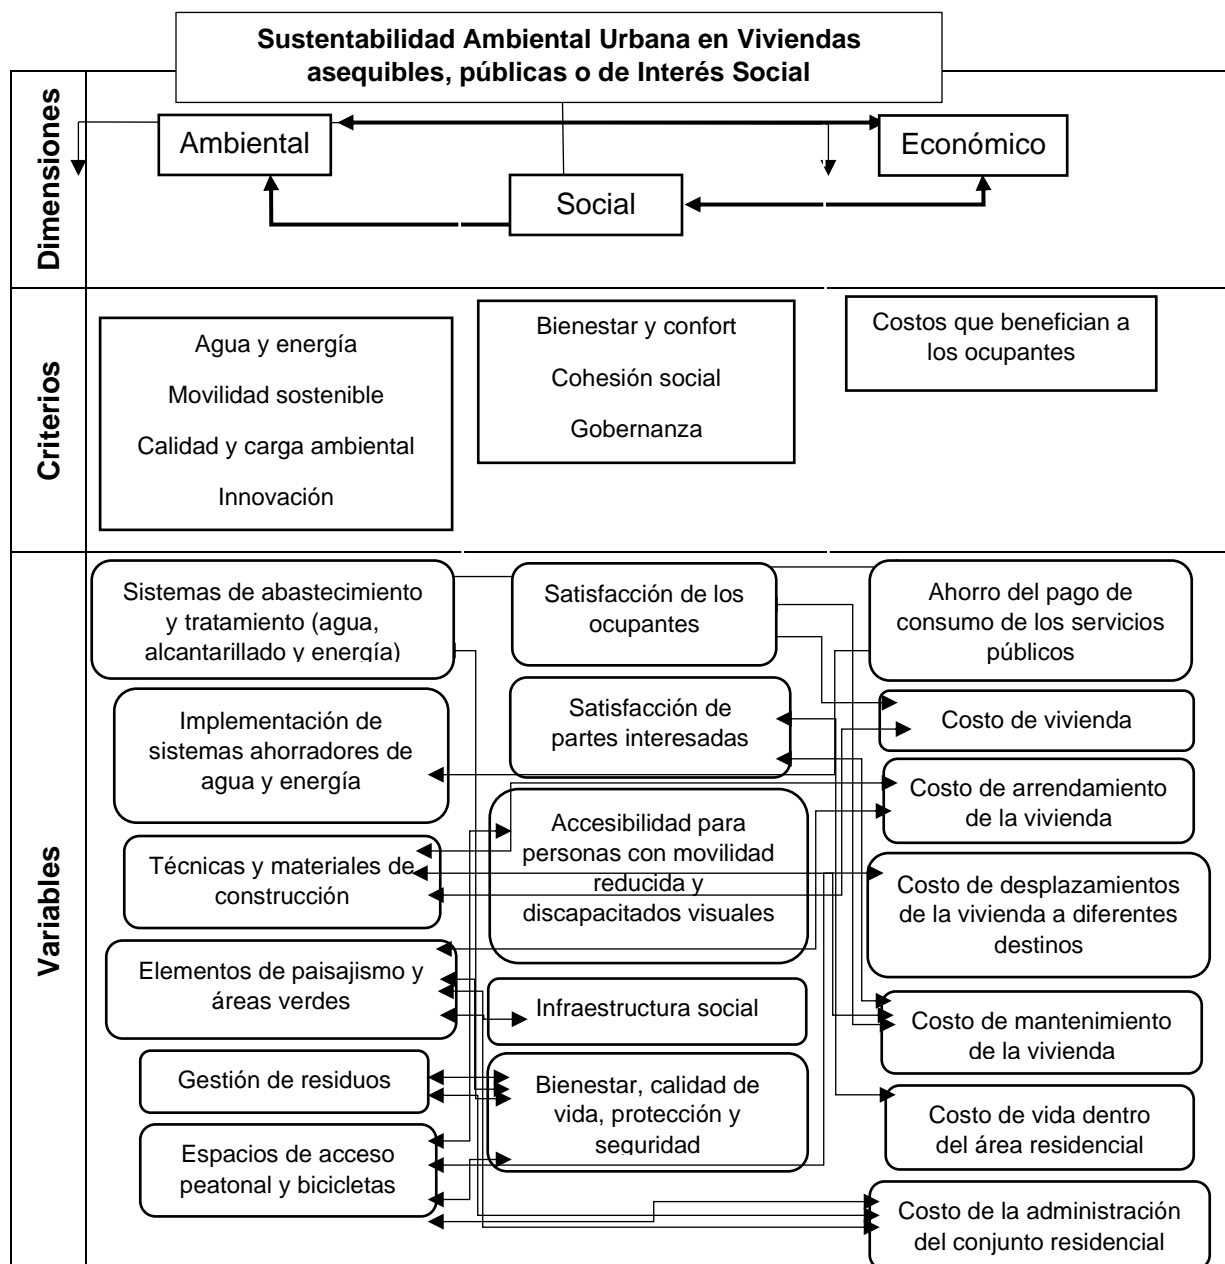 Sustentabilidad Ambiental Urbana en Viviendas
asequibles, públicas o de Interés Social
Dimensiones
Ambiental
Económico
Social
Criterios
Agua y energía
Movilidad sostenible
Calidad y carga ambiental
Innovación
Bienestar y confort
Cohesión social
Gobernanza
Costos que benefician a
los ocupantes
Variables
Sistemas de abastecimiento
y tratamiento (agua,
alcantarillado y energía)
Implementación de
sistemas ahorradores de
agua y energía
Técnicas y materiales de
construcción
Elementos de paisajismo y
áreas verdes
Gestión de residuos
Espacios de acceso
peatonal y bicicletas
Satisfacción de los
ocupantes
Satisfacción de
partes interesadas
Accesibilidad para
personas con movilidad
reducida y
discapacitados visuales
Infraestructura social
Bienestar, calidad de
vida, protección y
seguridad
Ahorro del pago de
consumo de los servicios
públicos
Costo de vivienda
Costo de arrendamiento
de la vivienda
Costo de desplazamientos
de la vivienda a diferentes
destinos
Costo de mantenimiento
de la vivienda
Costo de vida dentro
del área residencial
Costo de la administración
del conjunto residencial